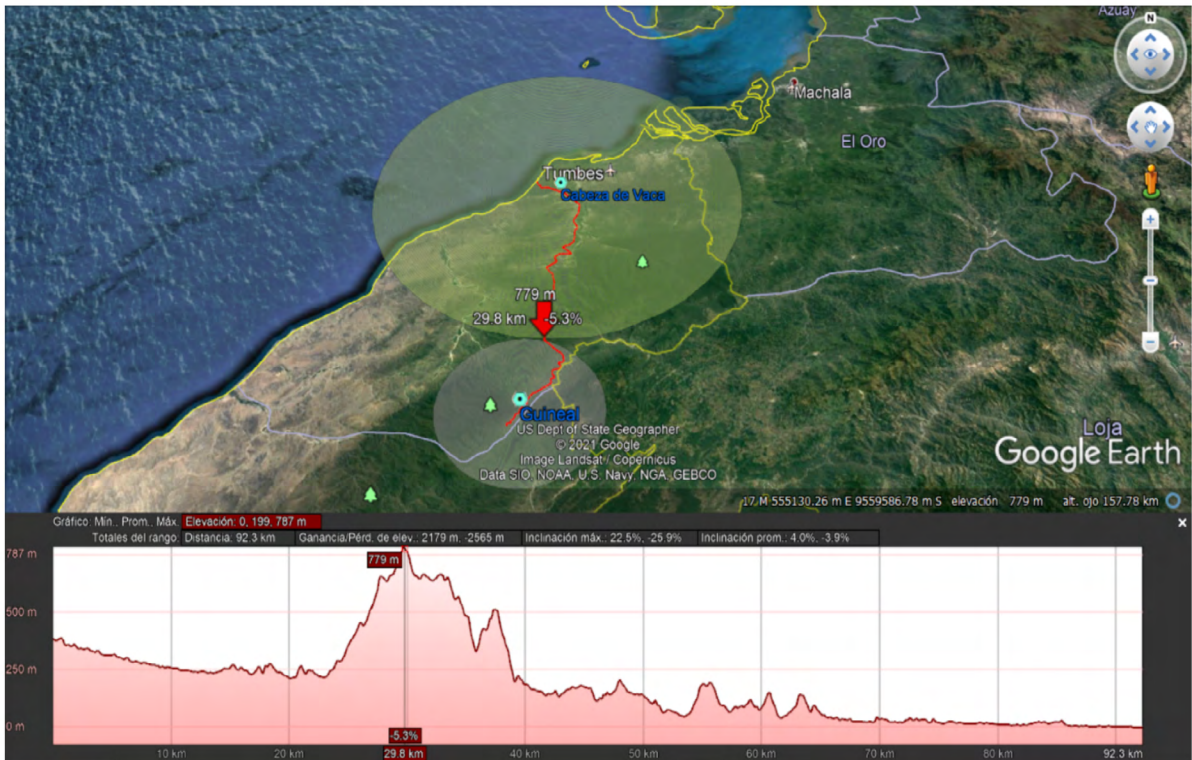 Azuay
N
Machala
El Oro
Tumbes
Cabeza de Vaca
779 m
29.8 km -5.3%
Guineal
US Dept of State Geographer
© 2021 Google
Image Landsat / Copernicus
Data SIO, NOAA, U.S. Navy, NGA, GEBCO
Loja
Google Earth
17 M 555130.26 m E 9559586.78 m S elevación 779 m alt. ojo 157.78 km
Gráfico: Mín., Prom., Máx. Elevación: 0, 199, 787 m
Totales del rango: Distancia: 92.3 km Ganancia/Pérd. de elev.: 2179 m, -2565 m Inclinación máx.: 22.5%, -25.9% Inclinación prom.: 4.0%, -3.9%
787 m
779 m
500 m
250 m
0 m
-5.3%
10 km 20 km 29.8 km 40 km 50 km 60 km 70 km 80 km 92.3 km